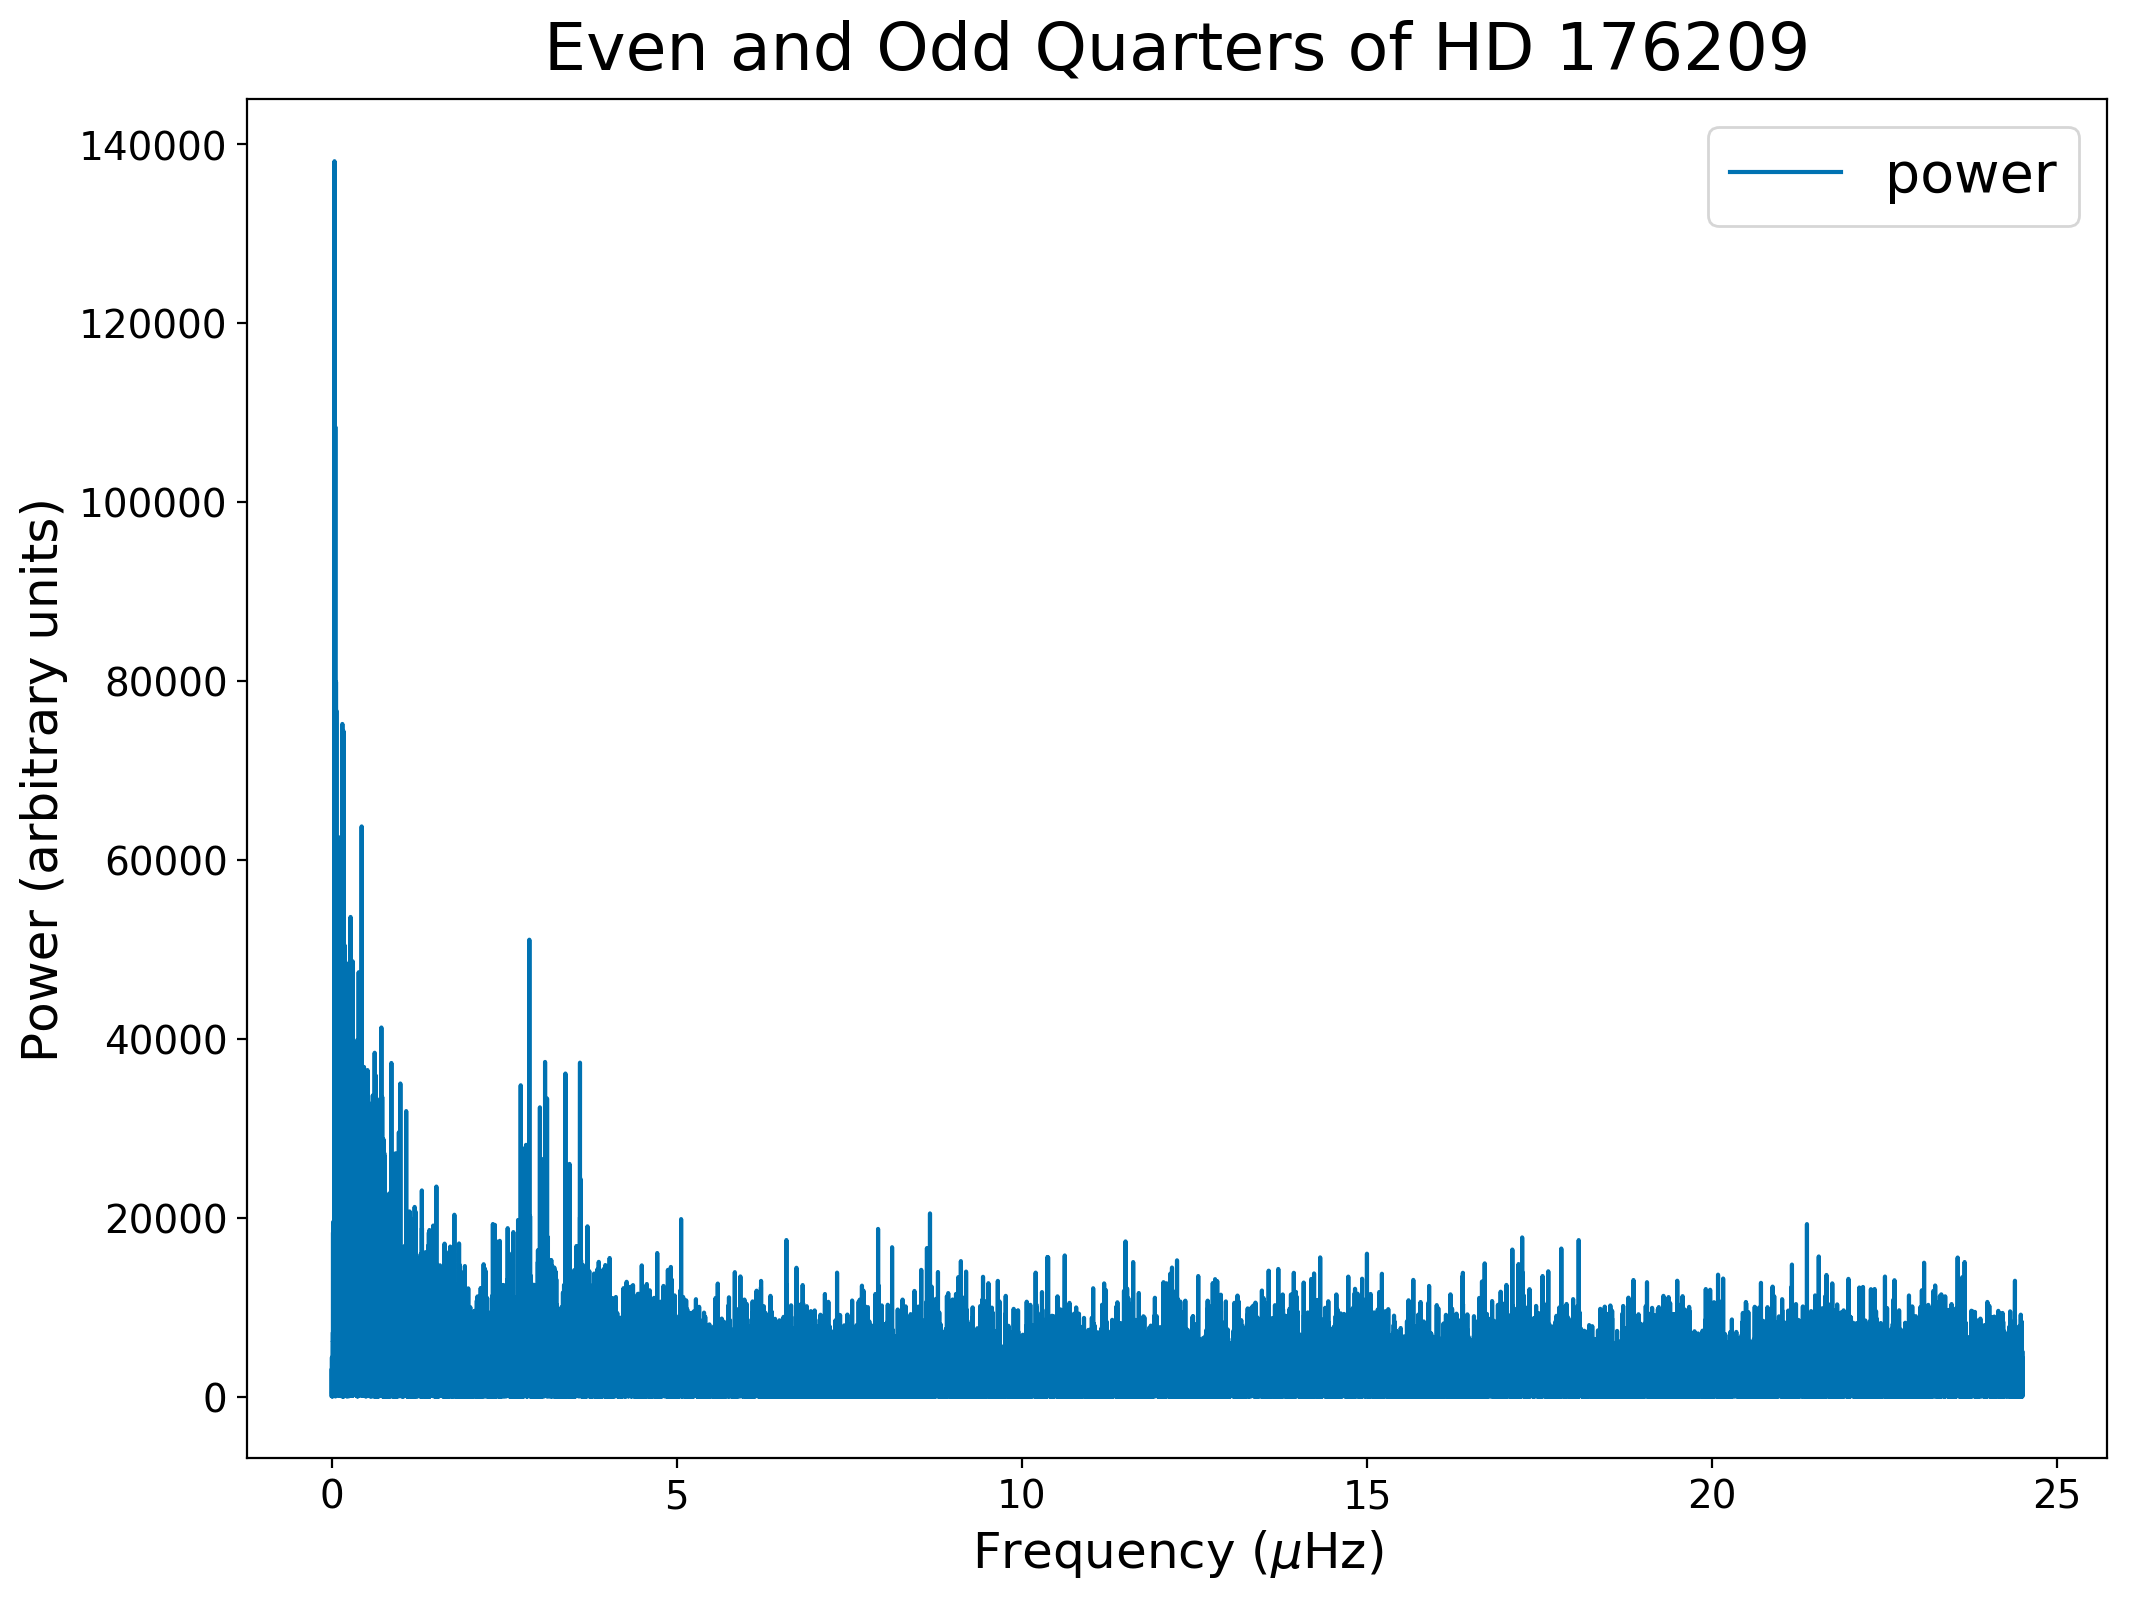 Even and Odd Quarters of HD 176209
power
140000
120000
100000
80000
60000
40000
20000
0
Power (arbitrary units)
0 5 10 15 20 25
Frequency (μHz)